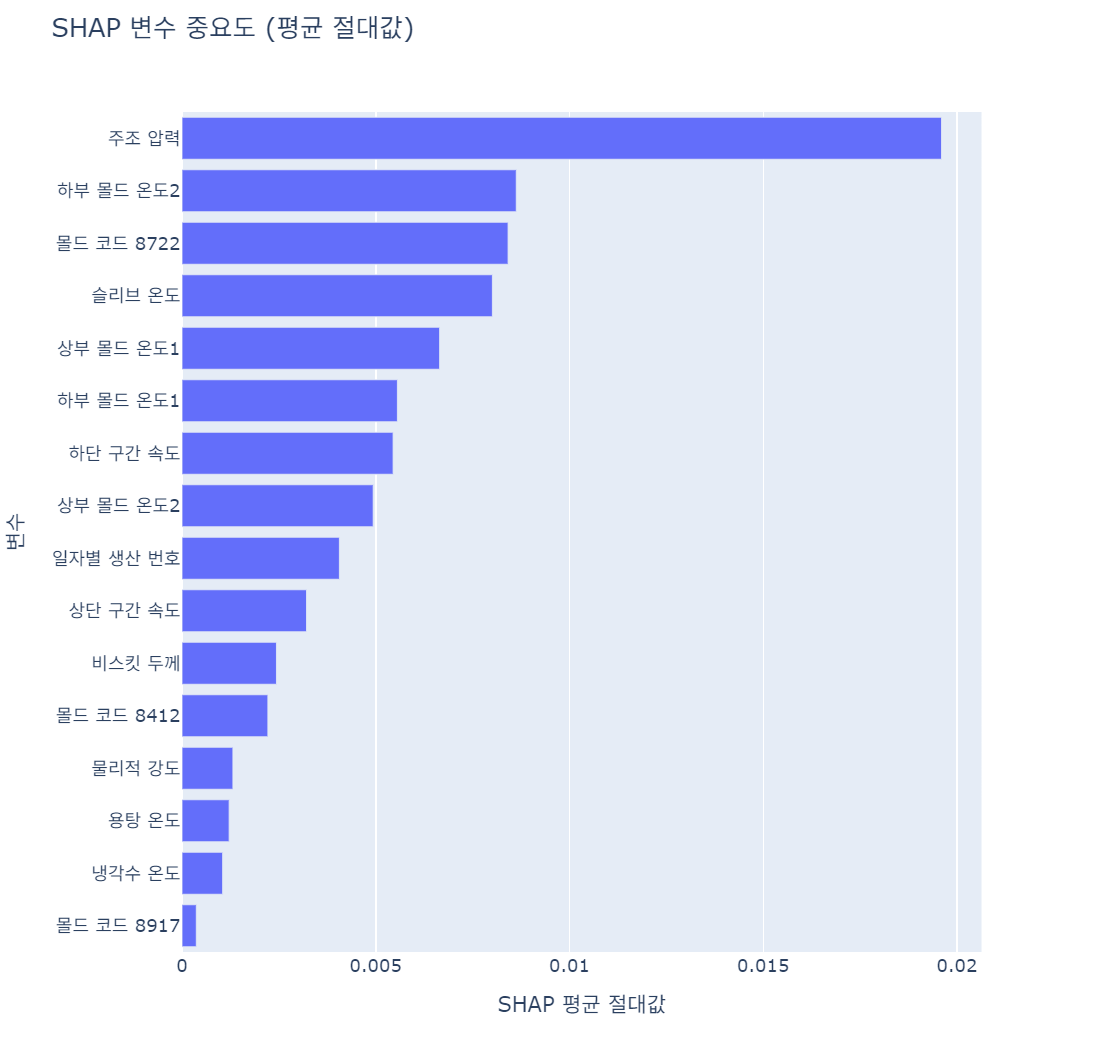 SHAP 변수 중요도 (평균 절대값)
주조 압력
하부 몰드 온도2
몰드 코드 8722
슬리브 온도
상부 몰드 온도1
하부 몰드 온도1
하단 구간 속도
상부 몰드 온도2
일자별 생산 번호
상단 구간 속도
비스킷 두께
몰드 코드 8412
물리적 강도
용탕 온도
냉각수 온도
몰드 코드 8917
변수
0 0.005 0.01 0.015 0.02
SHAP 평균 절대값